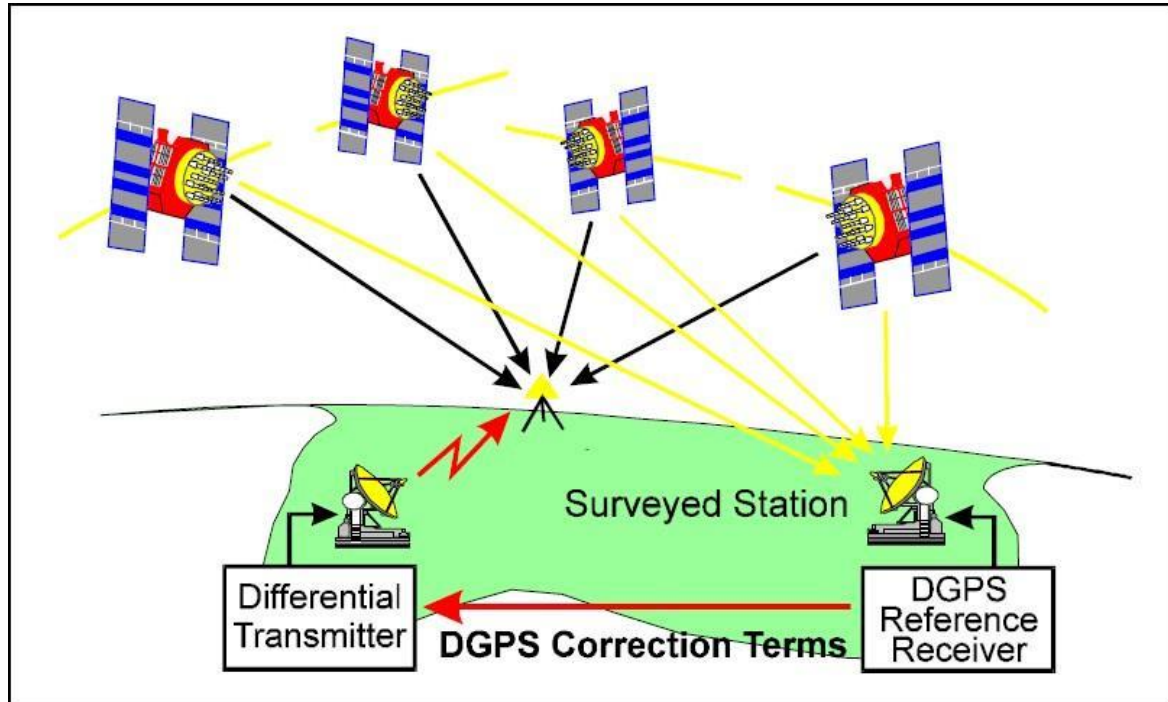 Surveyed Station
Differential
Transmitter
DGPS Correction Terms
DGPS
Reference
Receiver